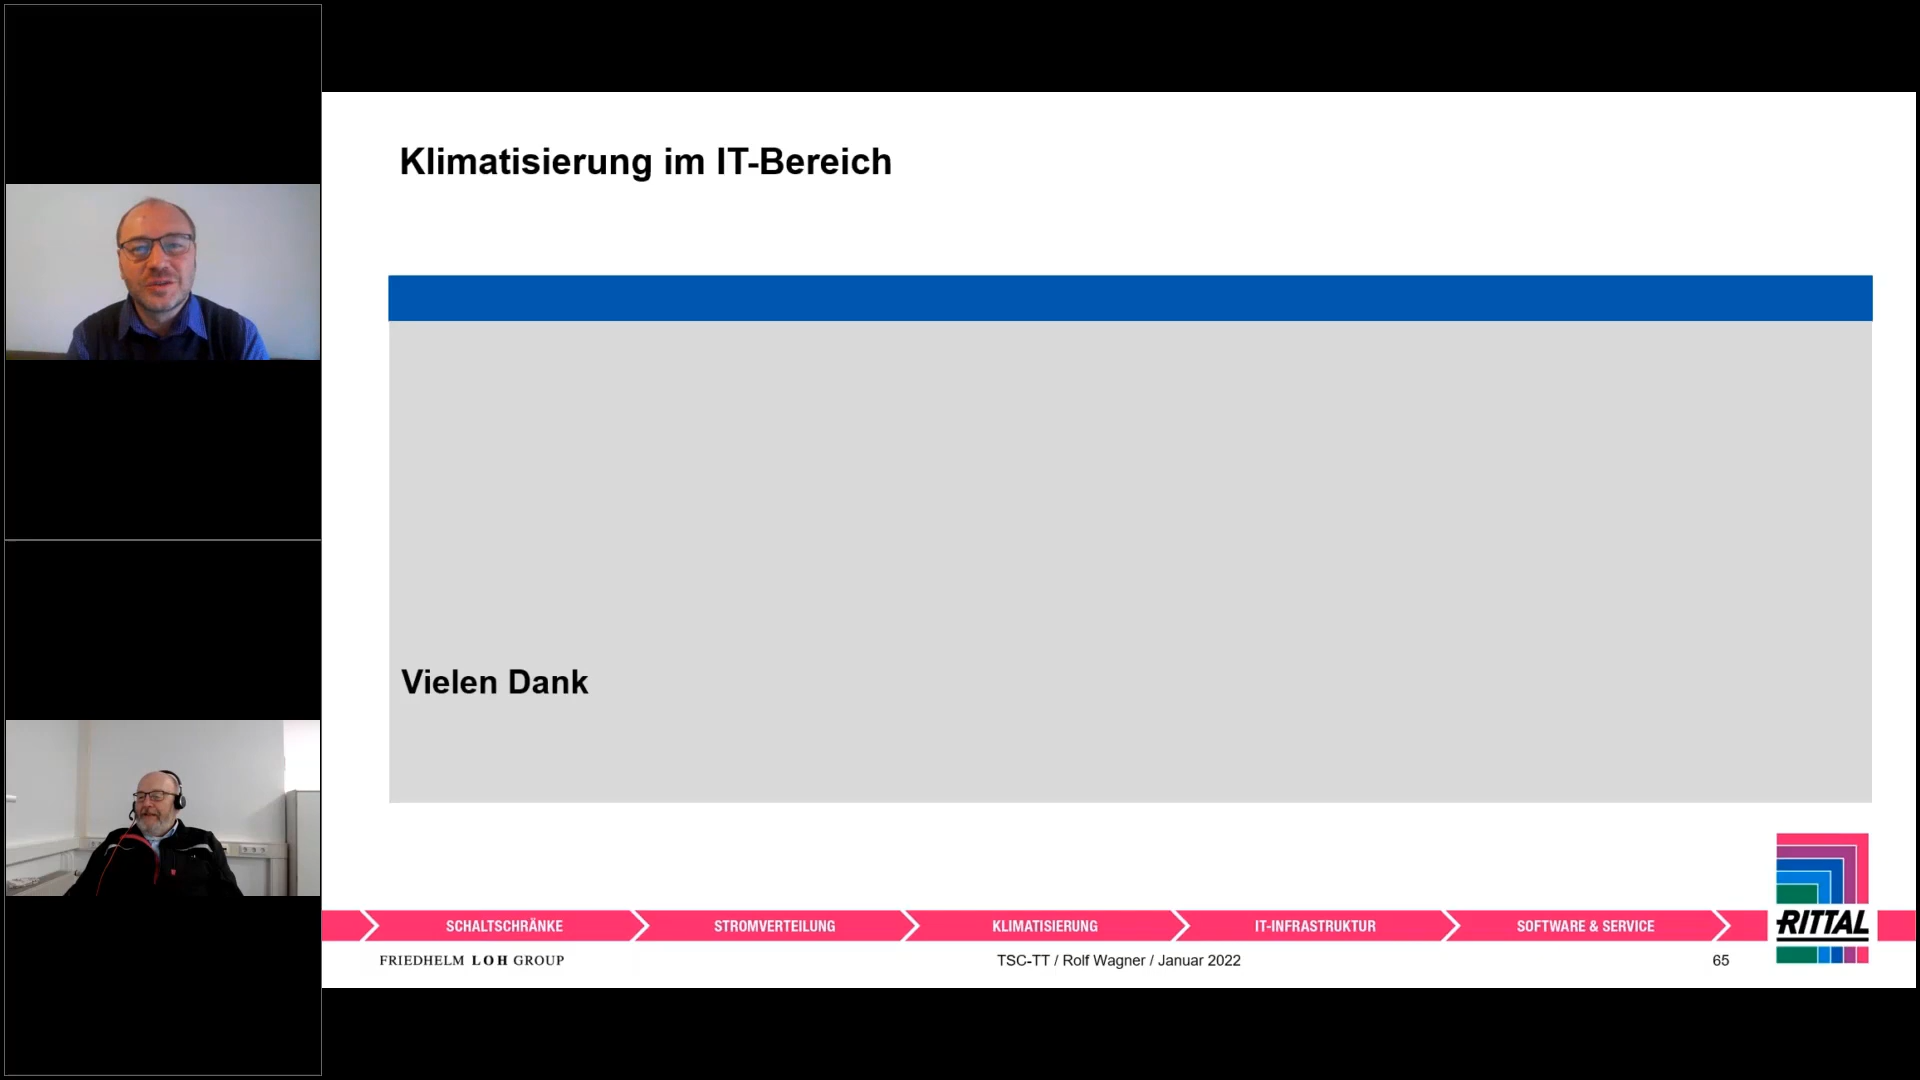 Klimatisierung im IT-Bereich
Vielen Dank
SCHALTSCHRÄNKE
STROMVERTEILUNG
KLIMATISIERUNG
IT-INFRASTRUKTUR
SOFTWARE & SERVICE
RITTAL
FRIEDHELM LOH GROUP
TSC-TT / Rolf Wagner / Januar 2022
65